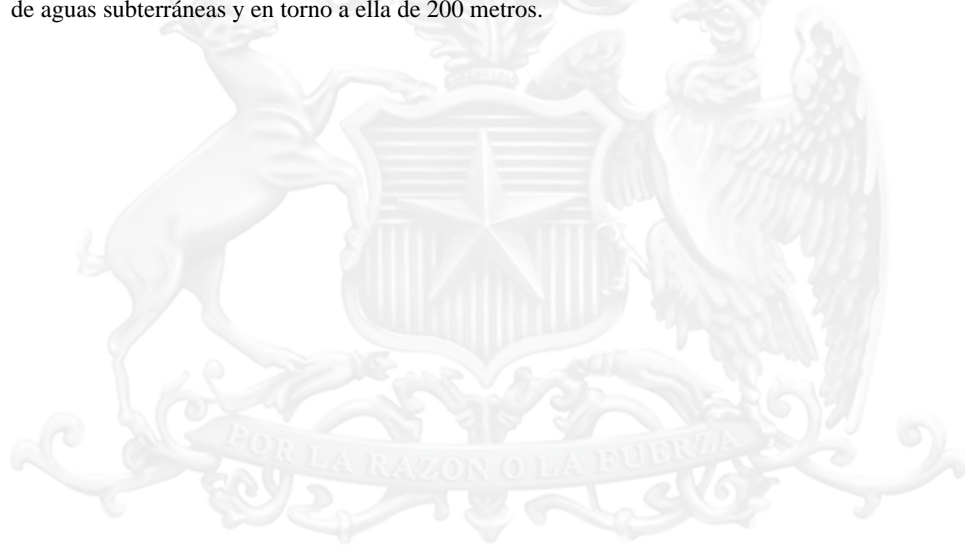 de aguas subterráneas y en torno a ella de 200 metros.
POR LA RAZON O LA FUERZA